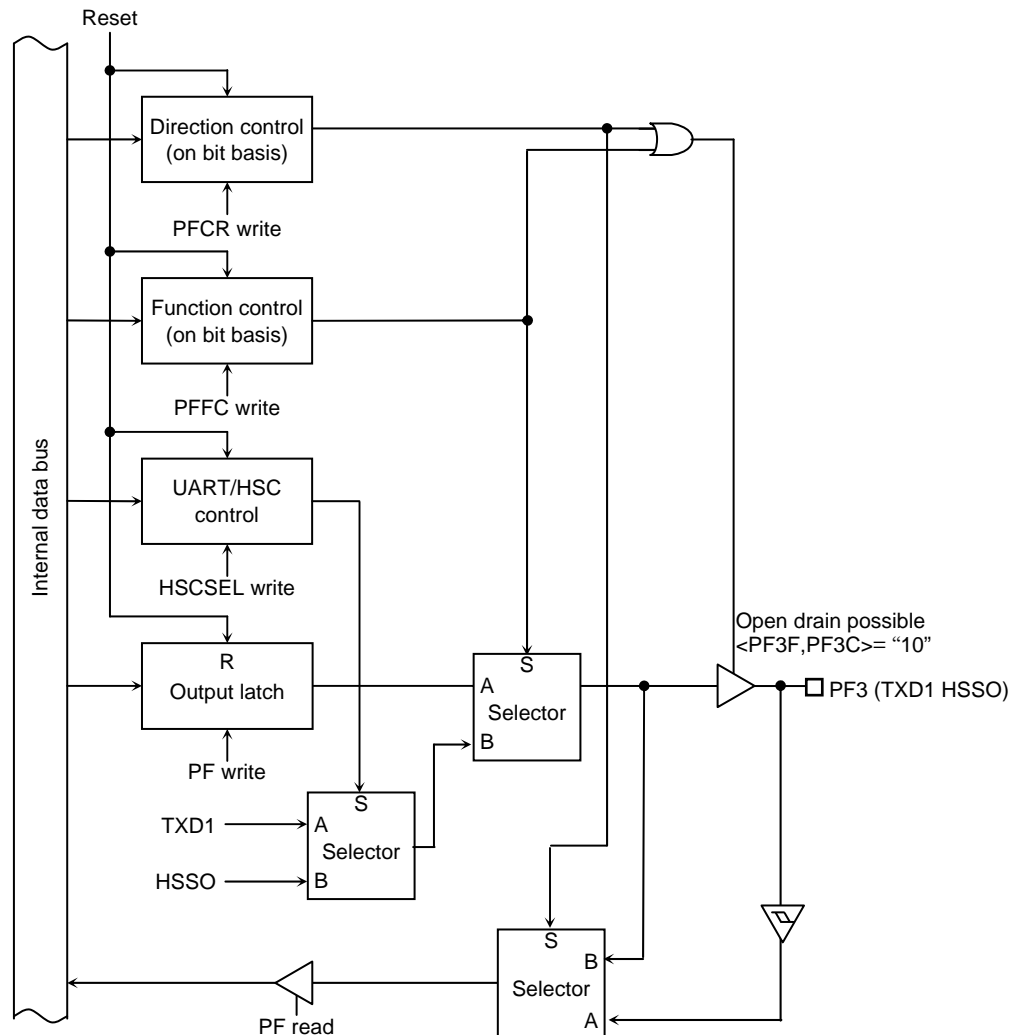 Reset
Direction control
(on bit basis)
PFCR write
Function control
(on bit basis)
PFFC write
Internal data bus
UART/HSC
control
HSCSEL write
R
Output latch
PF write
S
A
Selector
B
Open drain possible
<PF3F,PF3C>= “10”
PF3 (TXD1 HSSO)
TXD1
HSSO
S
A
Selector
B
S
B
Selector
A
PF read